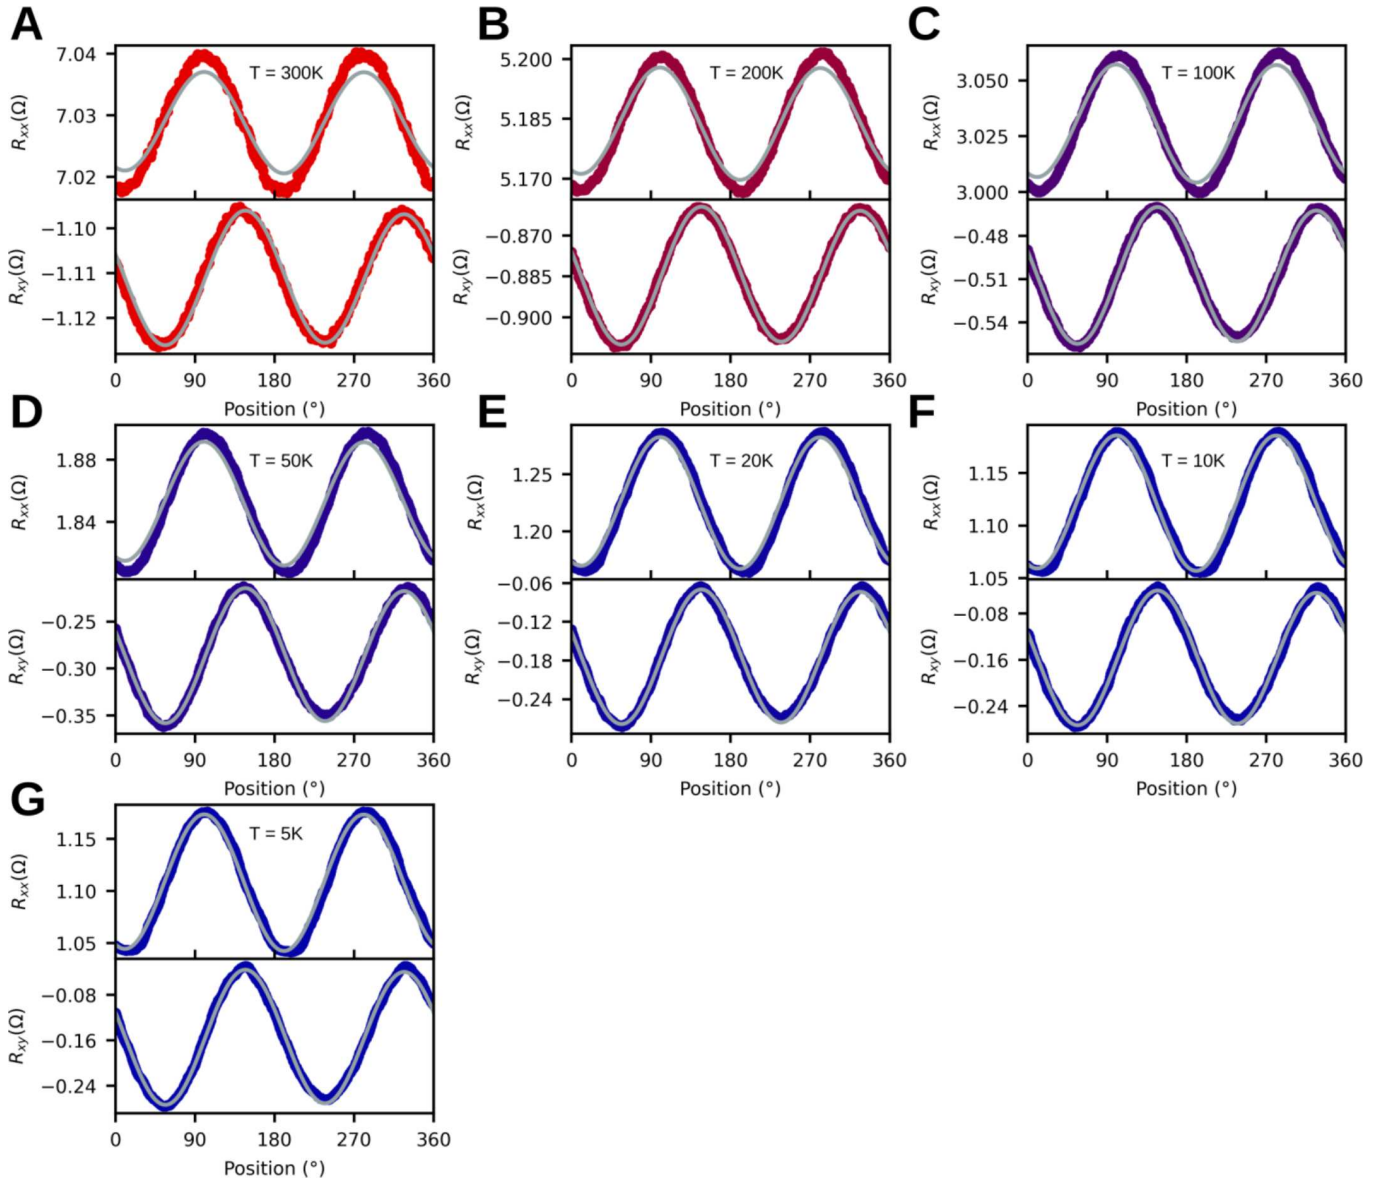 A
B
C
7.04
7.03
7.02
Rxx(Ω)
T = 300K
−1.10
−1.11
−1.12
Rxy(Ω)
0 90 180 270 360
Position (°)
5.200
5.185
5.170
Rxx(Ω)
T = 200K
−0.870
−0.885
−0.900
Rxy(Ω)
0 90 180 270 360
Position (°)
3.050
3.025
3.000
Rxx(Ω)
T = 100K
−0.48
−0.51
−0.54
Rxy(Ω)
0 90 180 270 360
Position (°)
D
E
F
1.88
1.84
Rxx(Ω)
T = 50K
−0.25
−0.30
−0.35
Rxy(Ω)
0 90 180 270 360
Position (°)
1.25
1.20
Rxx(Ω)
T = 20K
−0.06
−0.12
−0.18
−0.24
Rxy(Ω)
0 90 180 270 360
Position (°)
1.15
1.10
1.05
Rxx(Ω)
T = 10K
−0.08
−0.16
−0.24
Rxy(Ω)
0 90 180 270 360
Position (°)
G
1.15
1.10
1.05
Rxx(Ω)
T = 5K
−0.08
−0.16
−0.24
Rxy(Ω)
0 90 180 270 360
Position (°)